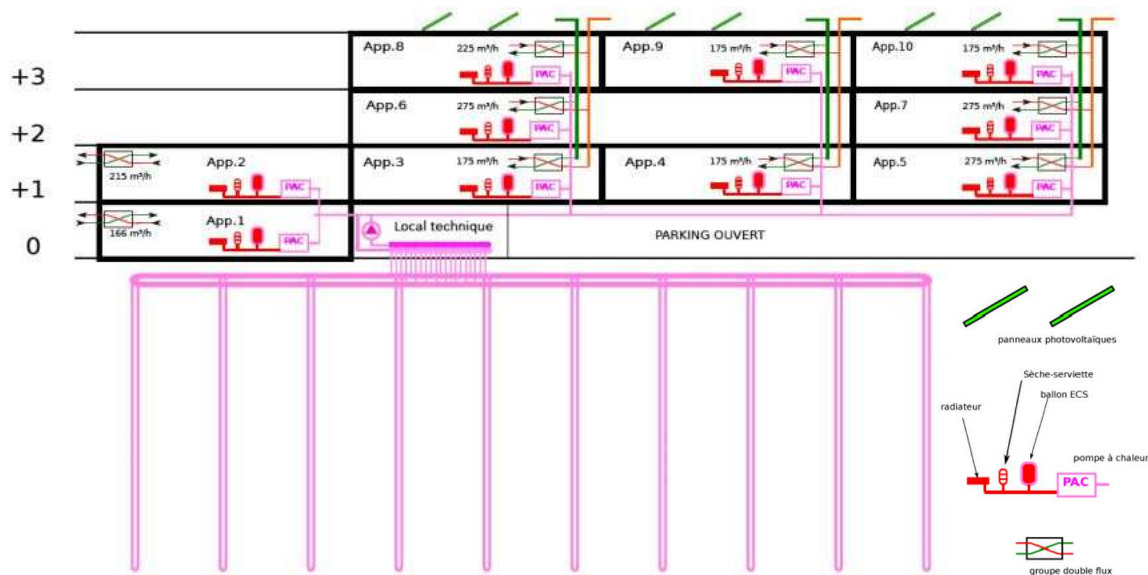 App.8
225 m³/h
App.9
175 m³/h
App.10
175 m³/h
+3
PAC
PAC
PAC
App.6
275 m³/h
App.7
275 m³/h
+2
PAC
PAC
App.2
App.3
175 m³/h
App.4
175 m³/h
App.5
275 m³/h
215 m³/h
+1
PAC
PAC
PAC
PAC
App.1
166 m³/h
Local technique
PARKING OUVERT
0
PAC
panneaux photovoltaïques
Sèche-serviette
ballon ECS
radiateur
pompe à chaleur
PAC
groupe double flux